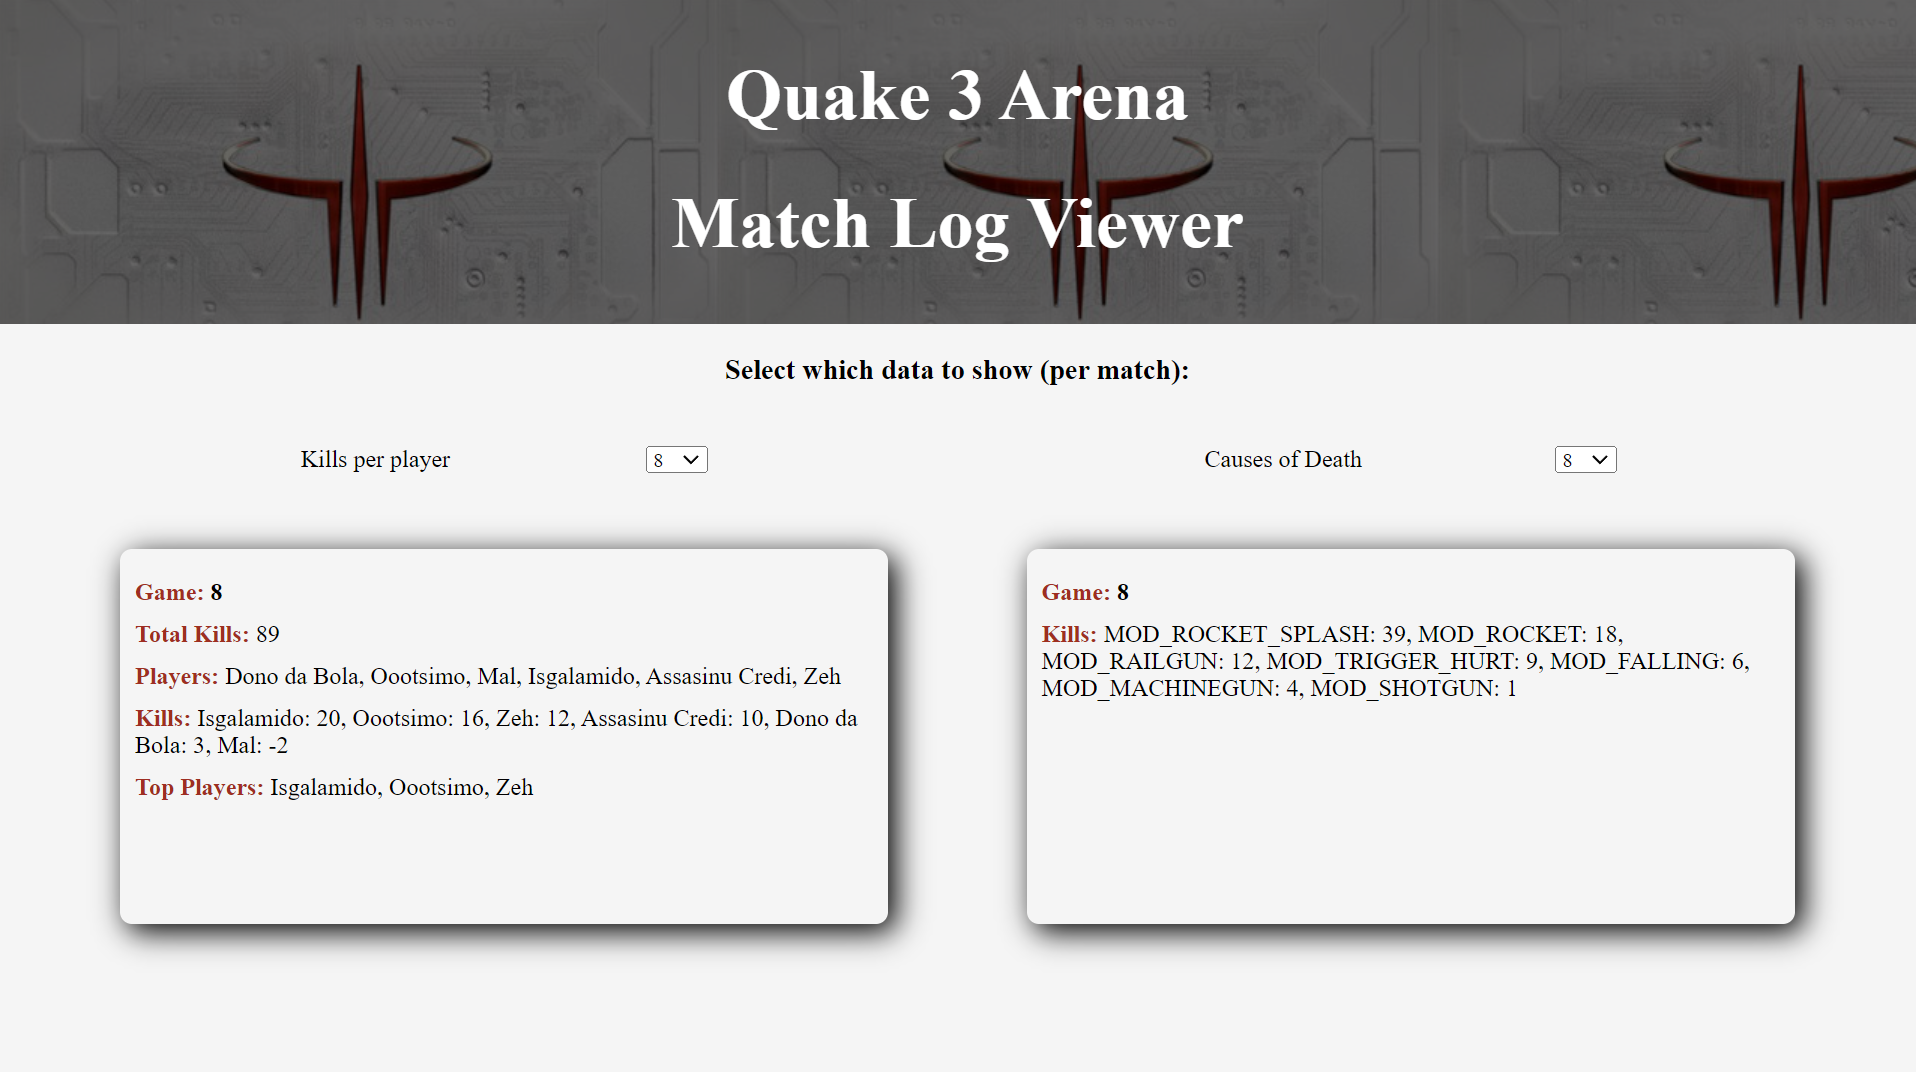 Quake 3 Arena
Match Log Viewer
Select which data to show (per match):
Kills per player
8
Causes of Death
8
Game: 8
Total Kills: 89
Players: Dono da Bola, Oootsimo, Mal, Isgalamido, Assasinu Credi, Zeh
Kills: Isgalamido: 20, Oootsimo: 16, Zeh: 12, Assasinu Credi: 10, Dono da
Bola: 3, Mal: -2
Top Players: Isgalamido, Oootsimo, Zeh
Game: 8
Kills: MOD_ROCKET_SPLASH: 39, MOD_ROCKET: 18,
MOD_RAILGUN: 12, MOD_TRIGGER_HURT: 9, MOD_FALLING: 6,
MOD_MACHINEGUN: 4, MOD_SHOTGUN: 1